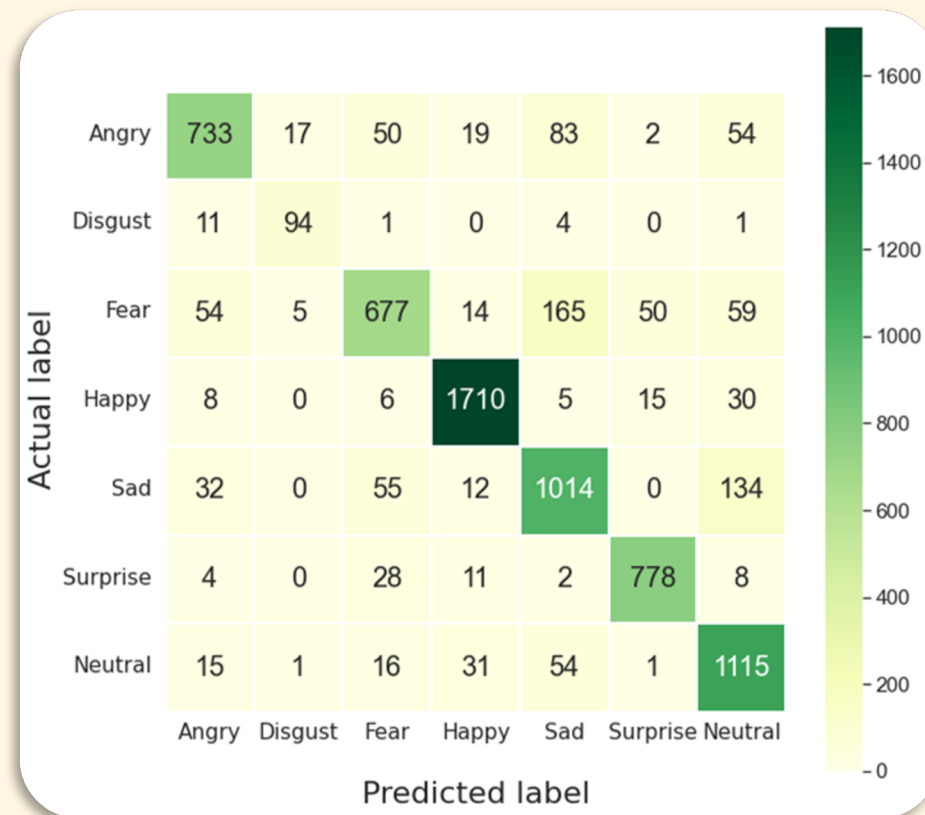 1600
Angry 733 17 50 19 83 2 54
1400
Disgust 11 94 1 0 4 0 1
1200
Fear 54 5 677 14 165 50 59
1000
Actual label
Happy 8 0 6 1710 5 15 30
800
Sad 32 0 55 12 1014 0 134
600
Surprise 4 0 28 11 2 778 8
400
Neutral 15 1 16 31 54 1 1115
200
Angry Disgust Fear Happy Sad Surprise Neutral
0
Predicted label